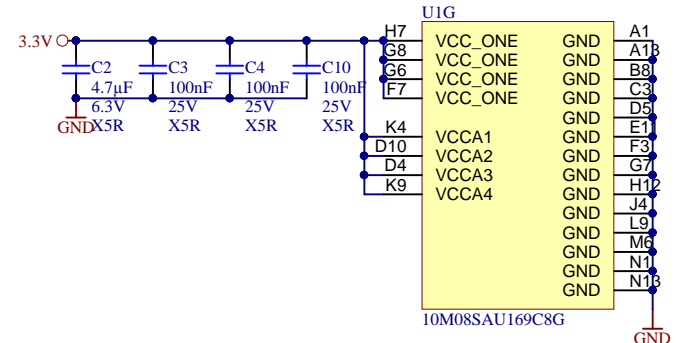 U1G
3.3V
H7 VCC_ONE GND A1
G8 VCC_ONE GND A13
G6 VCC_ONE GND B8
F7 VCC_ONE GND C3
GND D5
K4 VCCA1 GND E11
D10 VCCA2 GND F3
D4 VCCA3 GND G7
K9 VCCA4 GND H12
GND J4
GND L9
GND M6
GND N1
GND N13
C2 C3 C4 C10
4.7µF 100nF 100nF 100nF
6.3V 25V 25V 25V
X5R X5R X5R X5R
GND
10M08SAU169C8G
GND